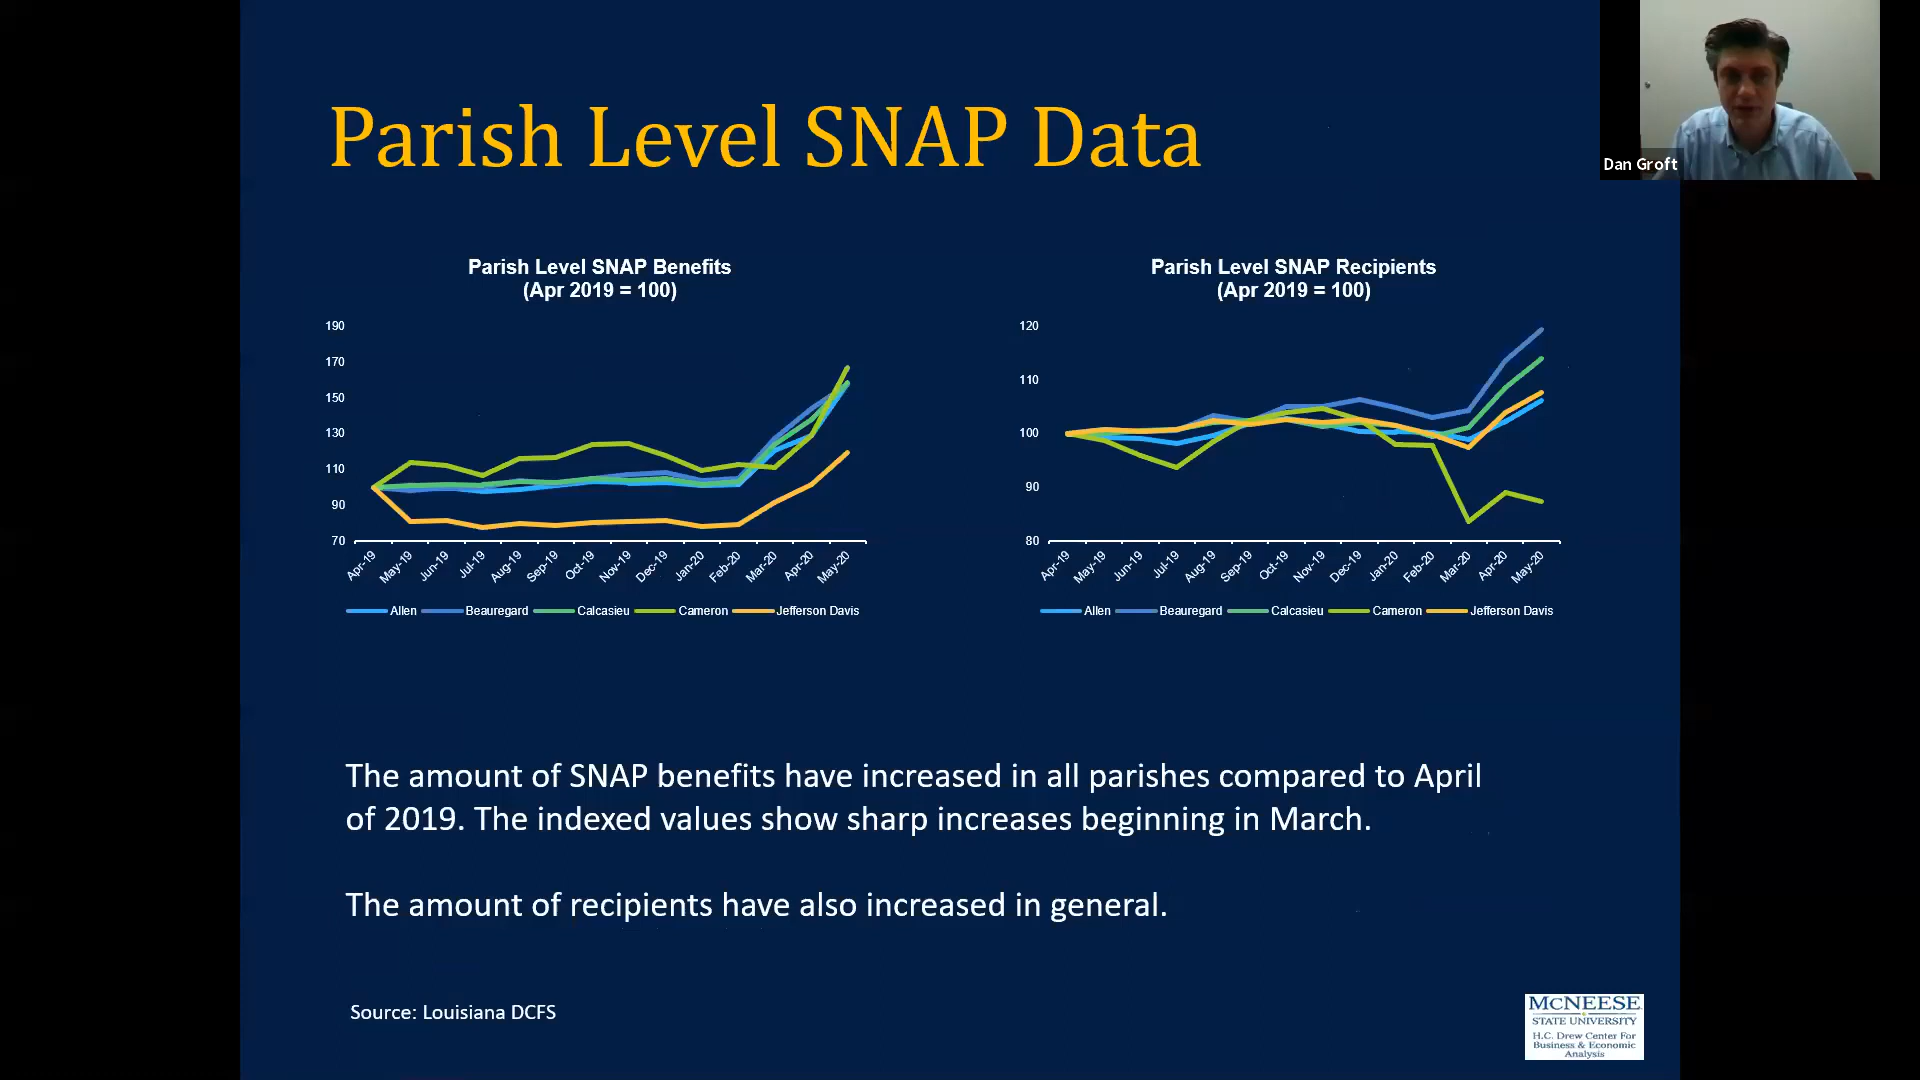 Parish Level SNAP Data
Dan Groft
Parish Level SNAP Benefits
(Apr 2019 = 100)
190
170
150
130
110
90
70
Apr-19
May-19
Jun-19
Jul-19
Aug-19
Sep-19
Oct-19
Nov-19
Dec-19
Jan-20
Feb-20
Mar-20
Apr-20
May-20
Allen Beauregard Calcasieu Cameron Jefferson Davis
Parish Level SNAP Recipients
(Apr 2019 = 100)
120
110
100
90
80
Apr-19
May-19
Jun-19
Jul-19
Aug-19
Sep-19
Oct-19
Nov-19
Dec-19
Jan-20
Feb-20
Mar-20
Apr-20
May-20
Allen Beauregard Calcasieu Cameron Jefferson Davis
The amount of SNAP benefits have increased in all parishes compared to April
of 2019. The indexed values show sharp increases beginning in March.
The amount of recipients have also increased in general.
Source: Louisiana DCFS
MCNEESE
STATE UNIVERSITY
H.C. Drew Center For
Business & Economic
Analysis